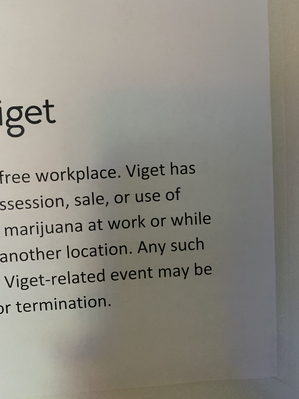 iget
free workplace. Viget has
ssession, sale, or use of
marijuana at work or while
another location. Any such
Viget-related event may be
or termination.